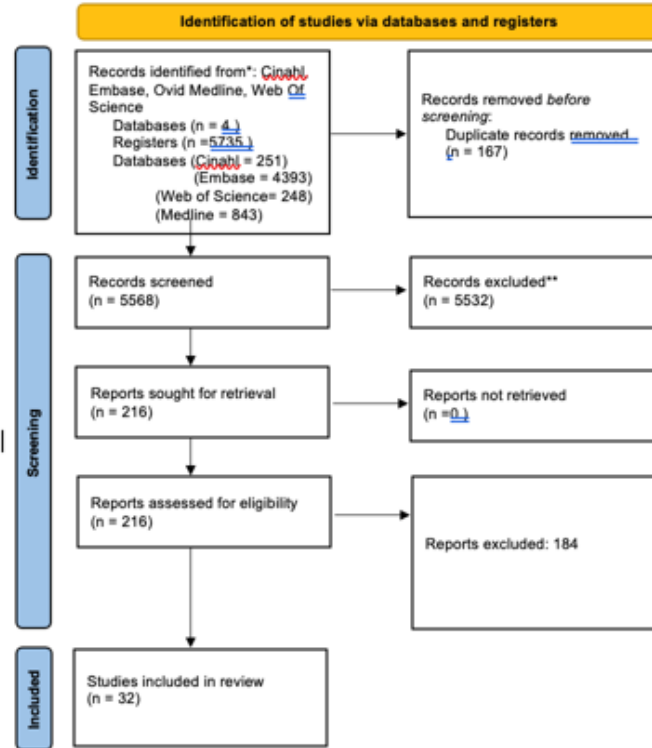 Identification of studies via databases and registers
Identification
Records identified from*: Cinahl,
Embase, Ovid Medline, Web Of
Science
Databases (n = 4 )
Registers (n =5735 )
Databases (Cinahl = 251)
(Embase = 4393)
(Web of Science= 248)
(Medline = 843)
Records removed before
screening:
Duplicate records removed
(n = 167)
Screening
Records screened
(n = 5568)
Records excluded**
(n = 5532)
Reports sought for retrieval
(n = 216)
Reports not retrieved
(n =0 )
Reports assessed for eligibility
(n = 216)
Reports excluded: 184
Included
Studies included in review
(n = 32)